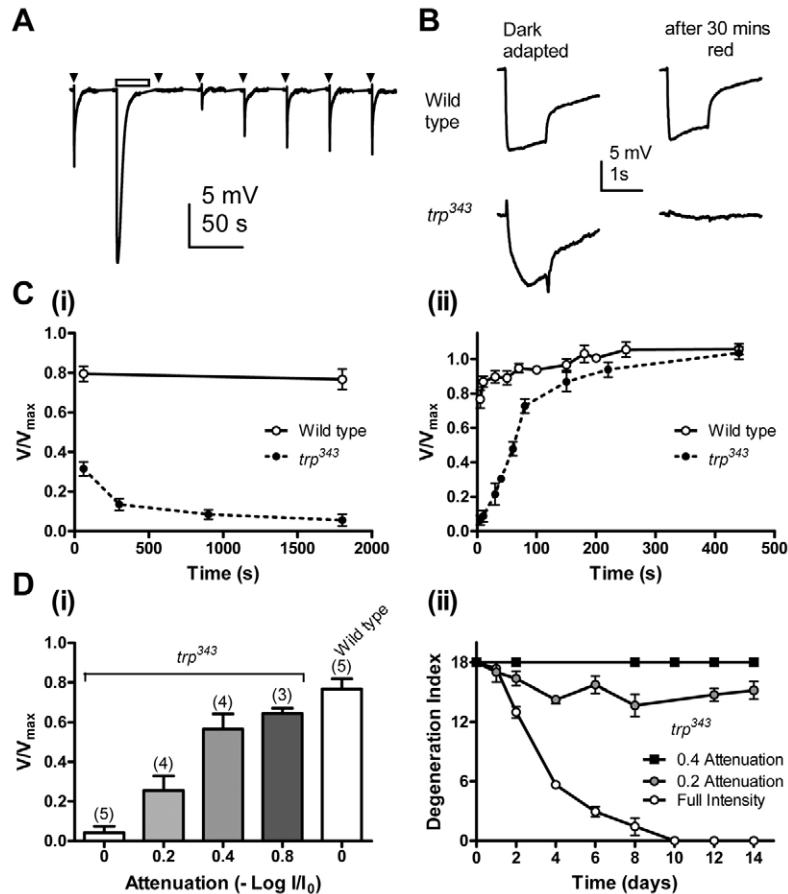 A
5 mV
50 s
B
Dark
adapted
after 30 mins
red
Wild
type
5 mV
1s
trp343
C
(i)
1.0
0.8
0.6
0.4
0.2
0.0
V/Vmax
Wild type
trp343
0
500
1000
1500
2000
Time (s)
(ii)
1.0
0.8
0.6
0.4
0.2
0.0
V/Vmax
Wild type
trp343
0
100
200
300
400
500
Time (s)
D
(i)
1.0
0.8
0.6
0.4
0.2
0.0
V/Vmax
trp343
Wild type
(5)
(4)
(4)
(3)
(5)
0
0.2
0.4
0.8
0
Attenuation (- Log I/I0)
(ii)
18
12
6
0
Degeneration Index
trp343
0.4 Attenuation
0.2 Attenuation
Full Intensity
0
2
4
6
8
10
12
14
Time (days)